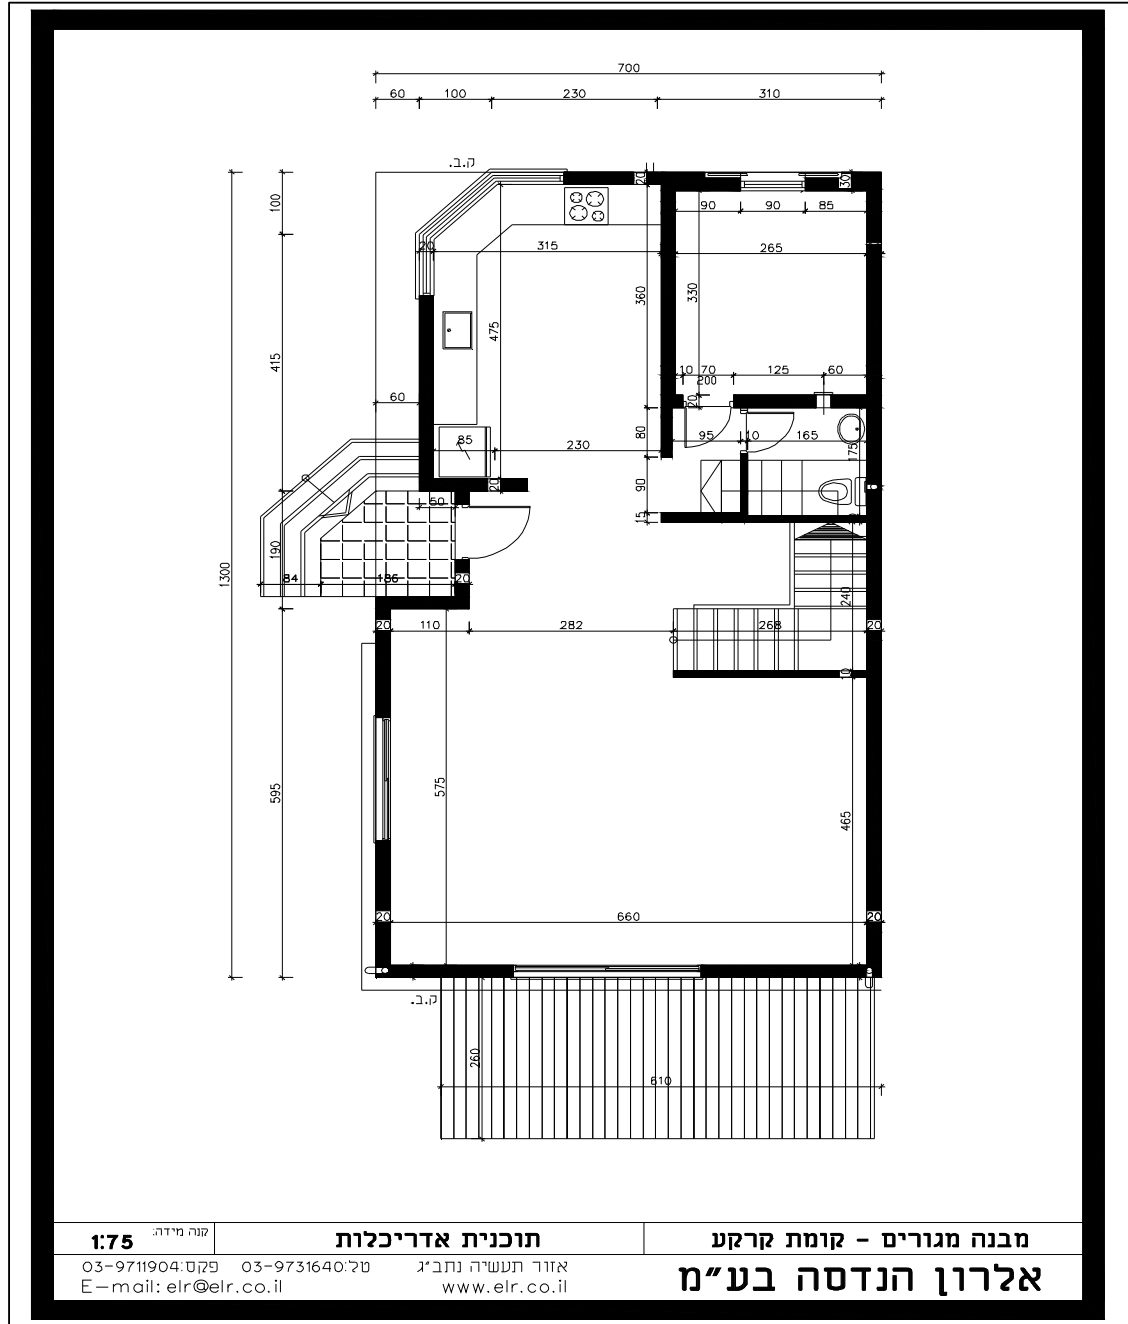 700
60 100 230 310
ק.ב.
20 30
100
90 90 85
20 315 265
360 330
475
415
60
10 70 125 60
200
20
85 230 80 95 10 165
175
90
20
50
15
190
1300
84 186 20
240
20 110 282 268 20
10
595
575
465
20 660 20
ק.ב.
260
610
מבנה מגורים - קומת קרקע
תוכנית אדריכלות
קנה מידה: 1:75
אלרון הנדסה בע״מ
אזור תעשיה נתב״ג טל:03-9731640 פקס:03-9711904
www.elr.co.il E-mail: elr@elr.co.il